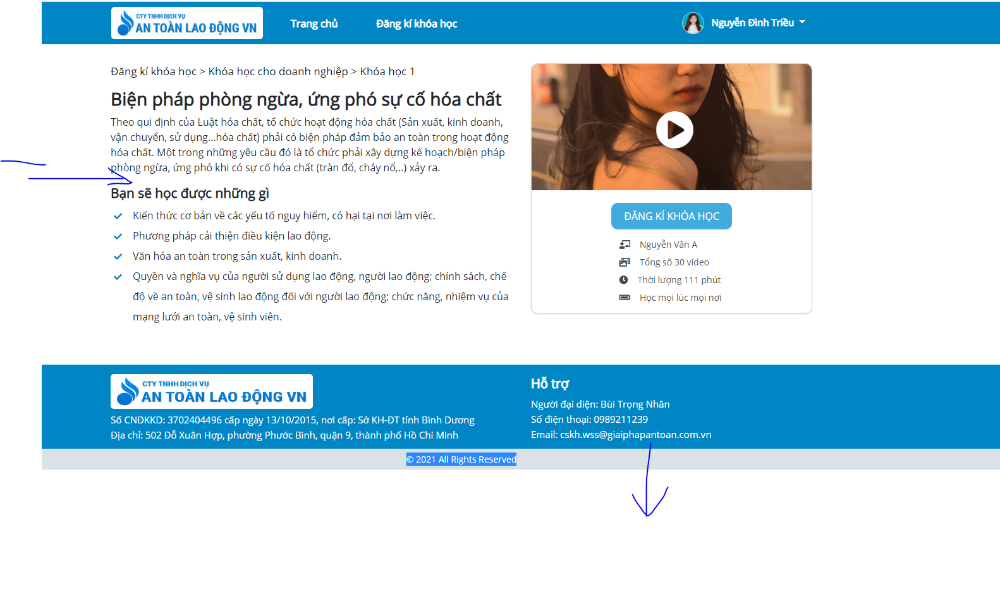 CTY TNHH DỊCH VỤ
AN TOÀN LAO ĐỘNG VN
Trang chủ
Đăng kí khóa học
Nguyễn Đình Triều
Đăng kí khóa học > Khóa học cho doanh nghiệp > Khóa học 1
Biện pháp phòng ngừa, ứng phó sự cố hóa chất
Theo qui định của Luật hóa chất, tổ chức hoạt động hóa chất (Sản xuất, kinh doanh,
vận chuyển, sử dụng...hóa chất) phải có biện pháp đảm bảo an toàn trong hoạt động
hóa chất. Một trong những yêu cầu đó là tổ chức phải xây dựng kế hoạch/biện pháp
phòng ngừa, ứng phó khi có sự cố hóa chất (tràn đổ, cháy nổ,..) xảy ra.
Bạn sẽ học được những gì
Kiến thức cơ bản về các yếu tố nguy hiểm, có hại tại nơi làm việc.
Phương pháp cải thiện điều kiện lao động.
Văn hóa an toàn trong sản xuất, kinh doanh.
Quyền và nghĩa vụ của người sử dụng lao động, người lao động; chính sách, chế
độ về an toàn, vệ sinh lao động đối với người lao động; chức năng, nhiệm vụ của
mạng lưới an toàn, vệ sinh viên.
ĐĂNG KÍ KHÓA HỌC
Nguyễn Văn A
Tổng sô 30 video
Thời lượng 111 phút
Học mọi lúc mọi nơi
CTY TNHH DỊCH VỤ
AN TOÀN LAO ĐỘNG VN
Số CNĐKKD: 3702404496 cấp ngày 13/10/2015, nơi cấp: Sở KH-ĐT tỉnh Bình Dương
Địa chỉ: 502 Đỗ Xuân Hợp, phường Phước Bình, quận 9, thành phố Hồ Chí Minh
Hỗ trợ
Người đại diện: Bùi Trọng Nhân
Số điện thoại: 0989211239
Email: cskh.wss@giaiphapantoan.com.vn
© 2021 All Rights Reserved